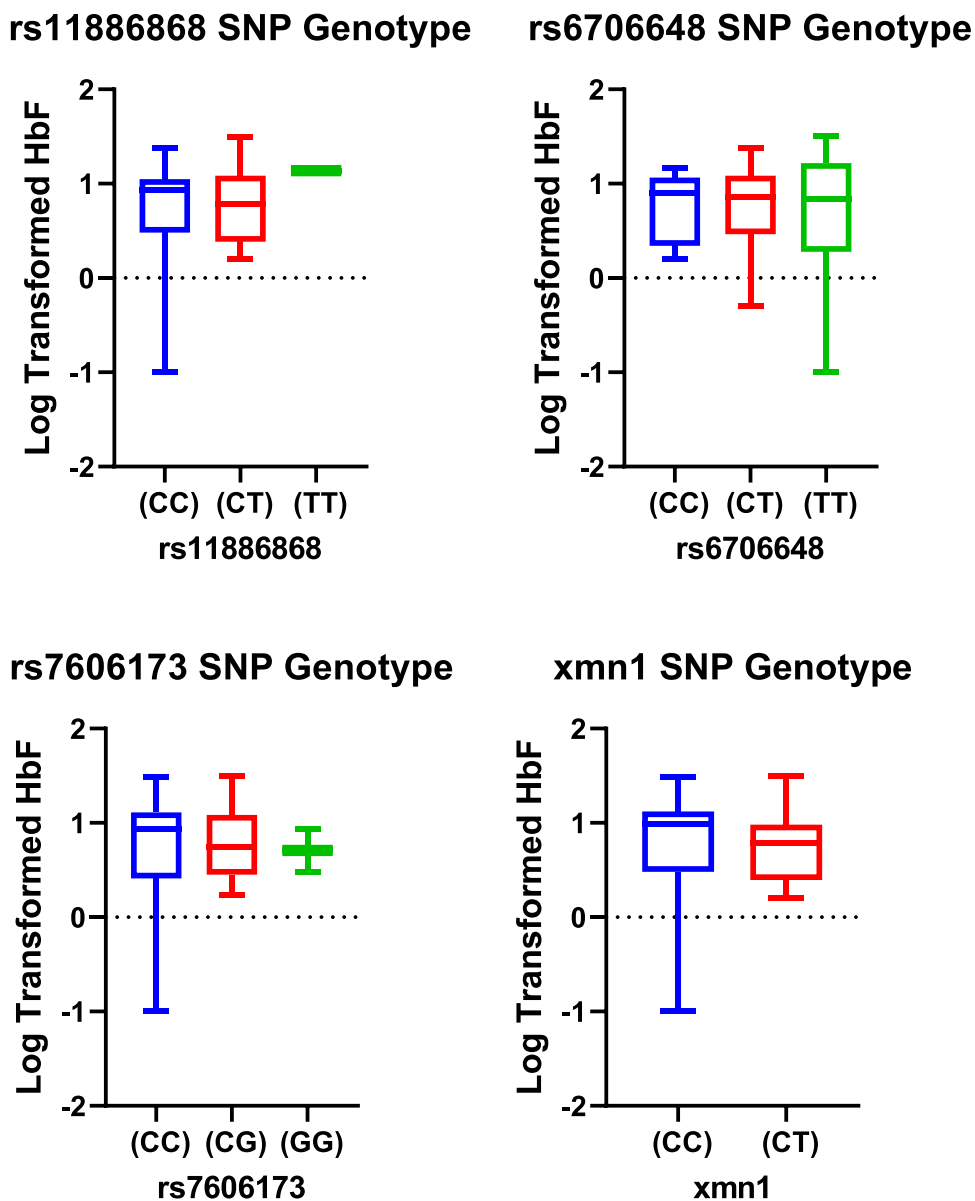 rs11886868 SNP Genotype
Log Transformed HbF
2
1
0
-1
-2
(CC) (CT) (TT)
rs11886868
rs6706648 SNP Genotype
Log Transformed HbF
2
1
0
-1
-2
(CC) (CT) (TT)
rs6706648
rs7606173 SNP Genotype
Log Transformed HbF
2
1
0
-1
-2
(CC) (CG) (GG)
rs7606173
xmn1 SNP Genotype
Log Transformed HbF
2
1
0
-1
-2
(CC) (CT)
xmn1